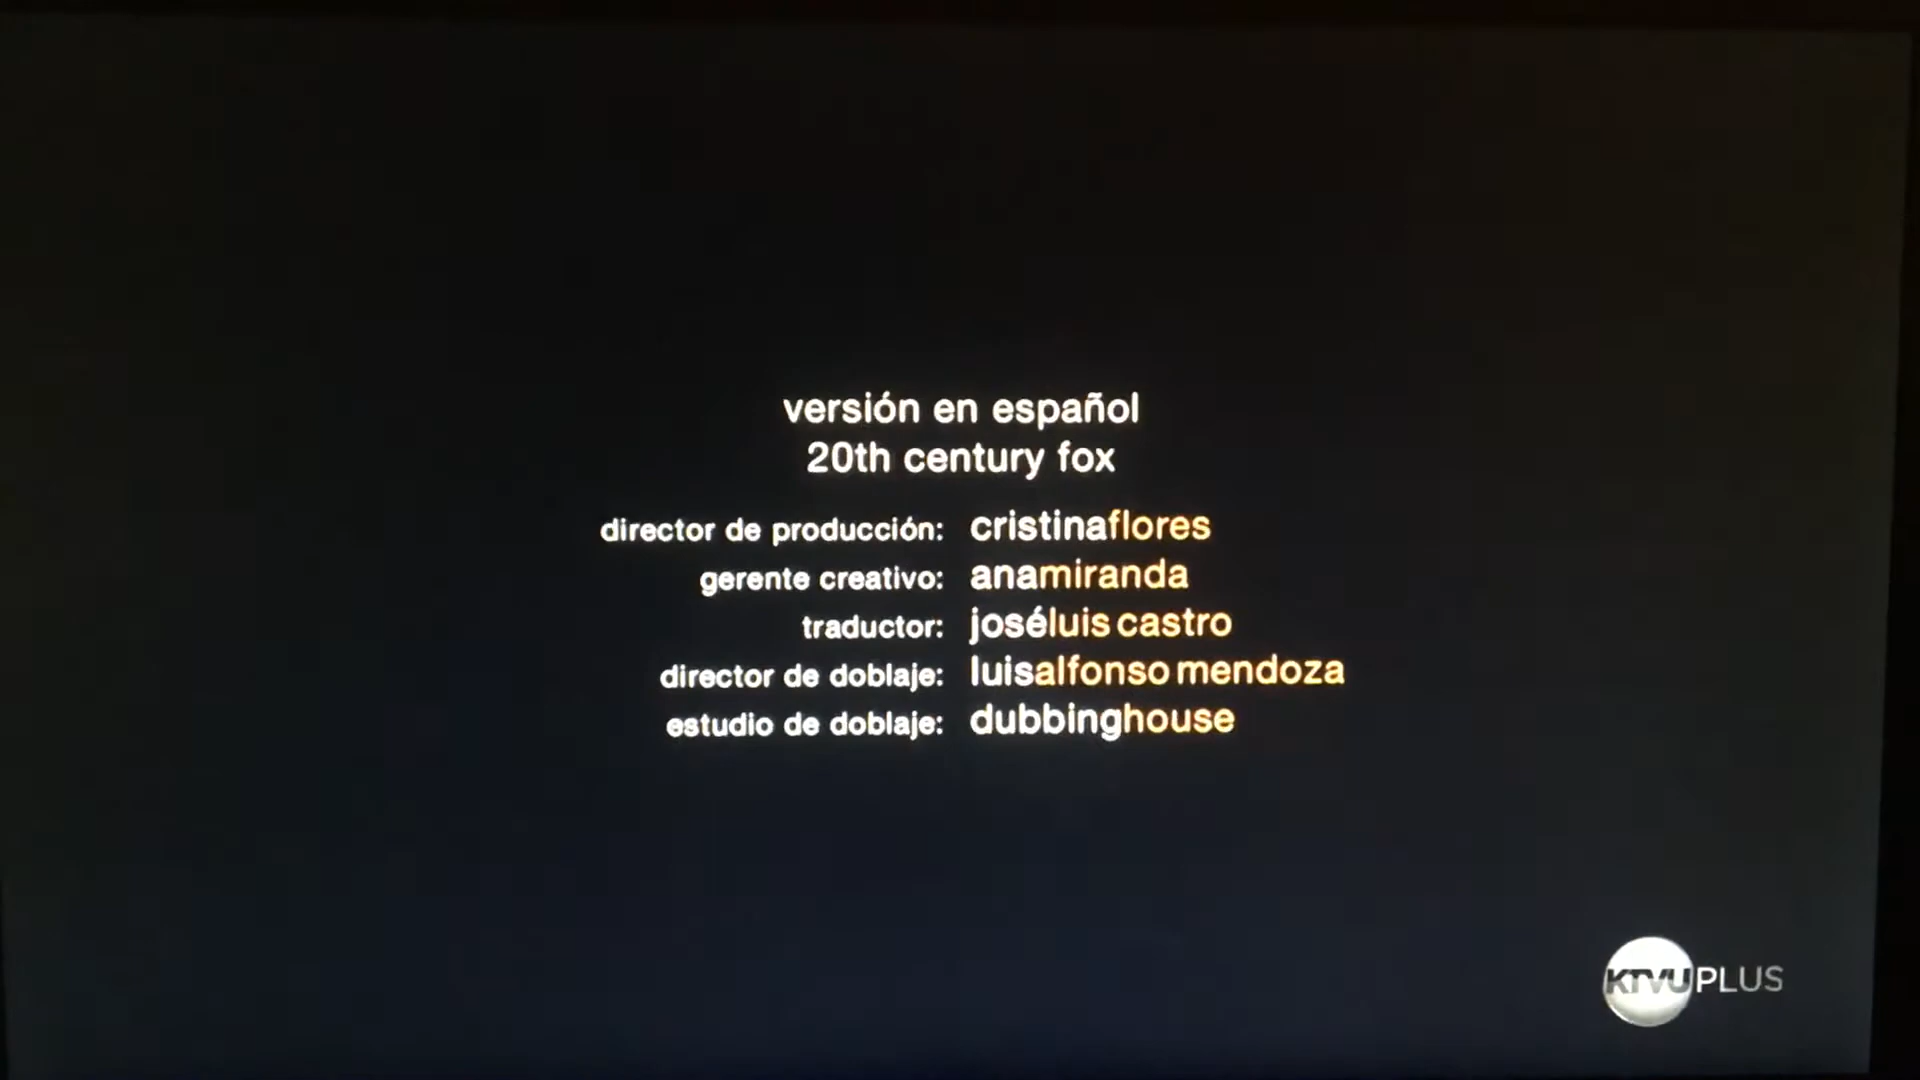 versión en español
20th century fox
director de producción: cristinaflores
gerente creativo: anamiranda
traductor: joséluis castro
director de doblaje: luisalfonso mendoza
estudio de doblaje: dubbinghouse
KTVU PLUS